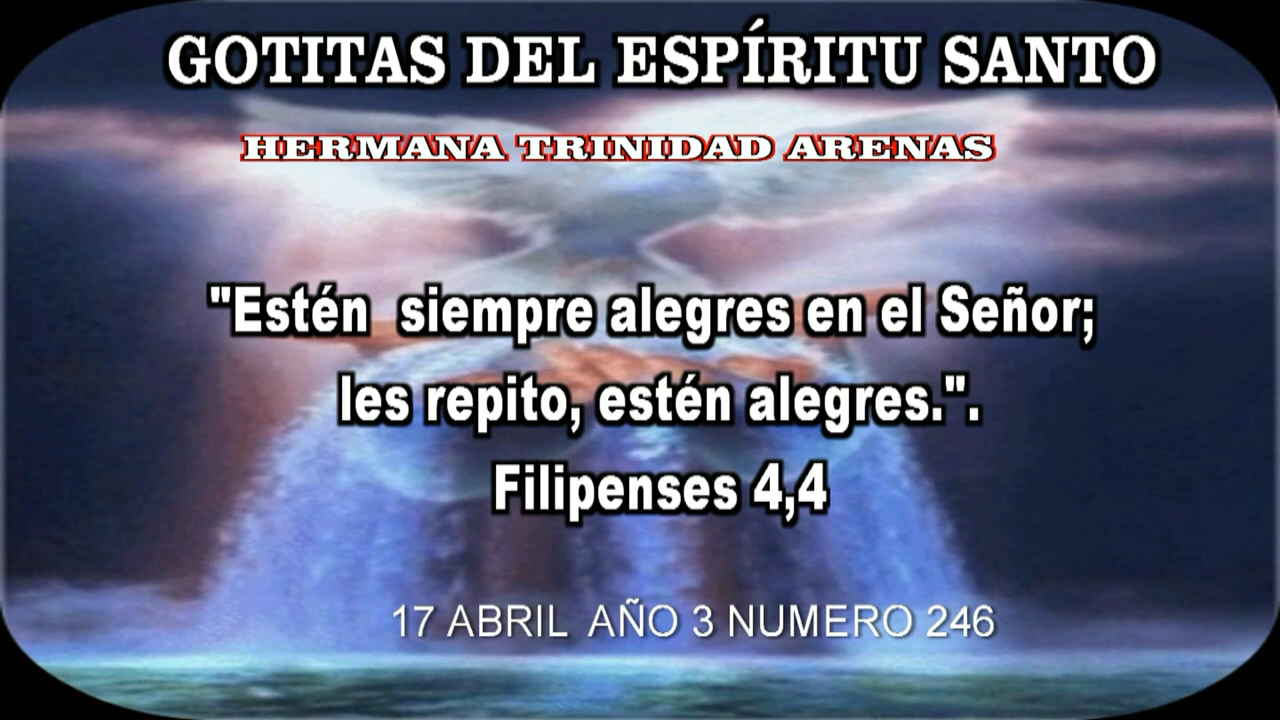 GOTITAS DEL ESPÍRITU SANTO
HERMANA TRINIDAD ARENAS
"Estén siempre alegres en el Señor;
les repito, estén alegres.".
Filipenses 4,4
17 ABRIL AÑO 3 NUMERO 246